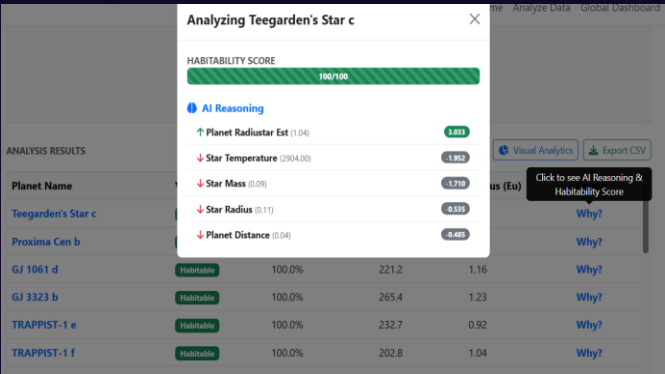 me Analyze Data Global Dashboard
Analyzing Teegarden's Star c
HABITABILITY SCORE
100/100
AI Reasoning
Planet Radiustar Est (1.04) 3.033
Star Temperature (2904.00) -1.952
Star Mass (0.09) -1.710
Star Radius (0.11) -0.535
Planet Distance (0.04) -0.485
ANALYSIS RESULTS
Visual Analytics Export CSV
Click to see AI Reasoning &
Habitability Score
Planet Name us (Eu)
Teegarden's Star c Why?
Proxima Cen b Why?
GJ 1061 d Habitable 100.0% 221.2 1.16 Why?
GJ 3323 b Habitable 100.0% 265.4 1.23 Why?
TRAPPIST-1 e Habitable 100.0% 232.7 0.92 Why?
TRAPPIST-1 f Habitable 100.0% 202.8 1.04 Why?